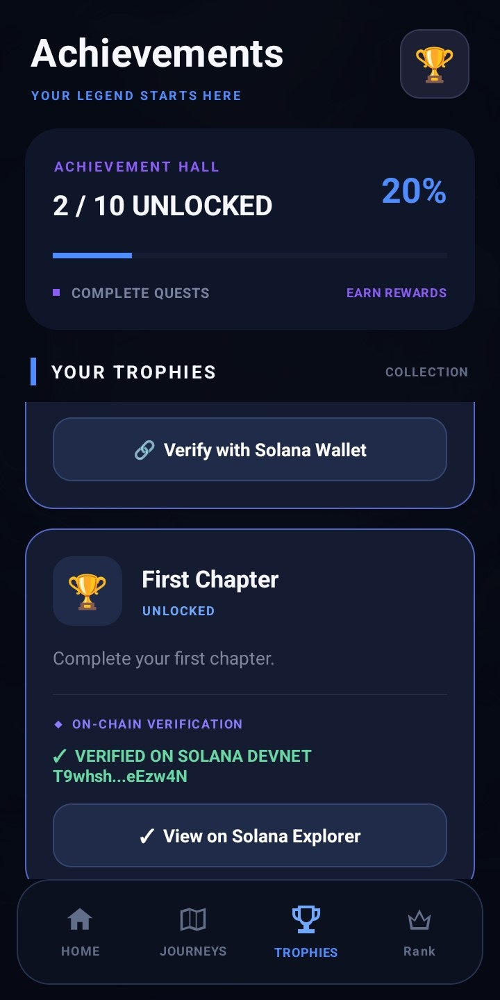 Achievements
YOUR LEGEND STARTS HERE
ACHIEVEMENT HALL
2 / 10 UNLOCKED
20%
COMPLETE QUESTS
EARN REWARDS
YOUR TROPHIES
COLLECTION
🔗 Verify with Solana Wallet
First Chapter
UNLOCKED
Complete your first chapter.
◆ ON-CHAIN VERIFICATION
✓ VERIFIED ON SOLANA DEVNET
T9whsh...eEzw4N
✓ View on Solana Explorer
HOME
JOURNEYS
TROPHIES
Rank